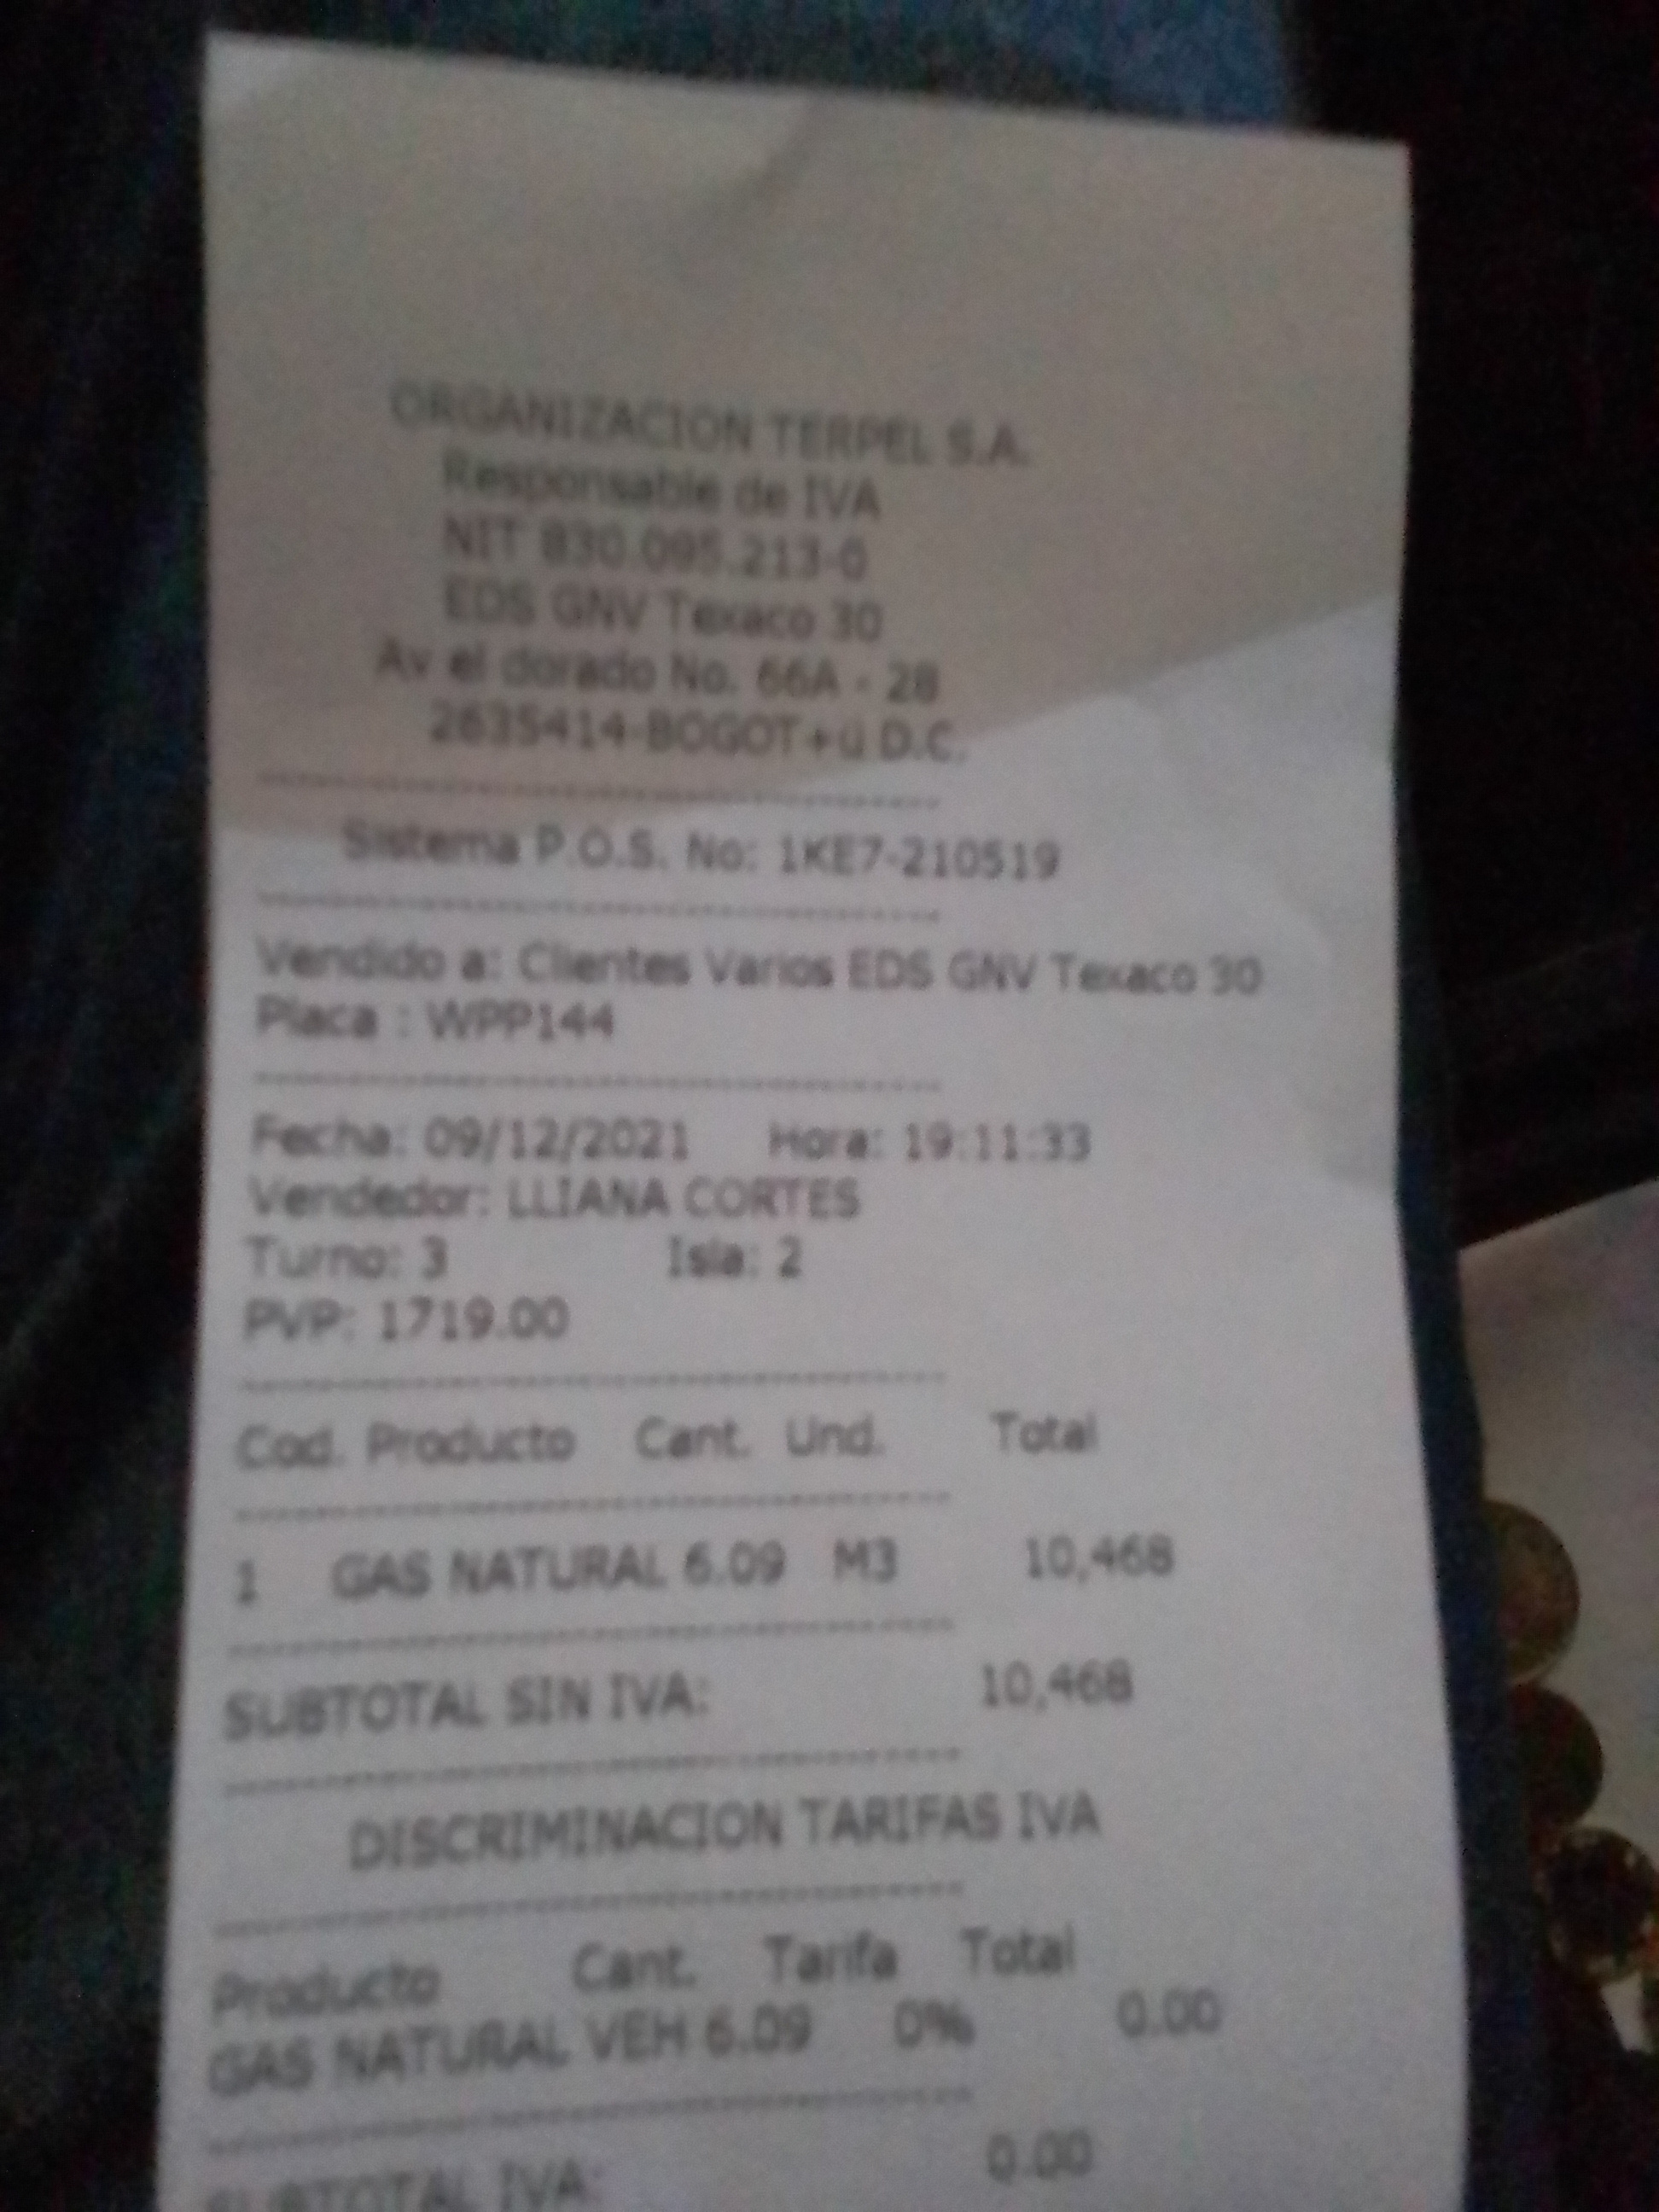 ORGANIZACION TERPEL S.A.
Responsable de IVA
NIT 830.095.213-0
EDS GNV Texaco 30
Av el dorado No. 66A - 28
2635414-BOGOT+ú D.C.
Sistema P.O.S. No: 1KE7-210519
Vendido a: Clientes Varios EDS GNV Texaco 30
Placa : WPP144
Fecha: 09/12/2021 Hora: 19:11:33
Vendedor: LLIANA CORTES
Turno: 3 Isla: 2
PVP: 1719.00
Cod. Producto Cant. Und. Total
1 GAS NATURAL 6.09 M3 10,468
SUBTOTAL SIN IVA: 10,468
DISCRIMINACION TARIFAS IVA
Producto Cant. Tarifa Total
GAS NATURAL VEH 6.09 0% 0.00
SUBTOTAL IVA: 0.00